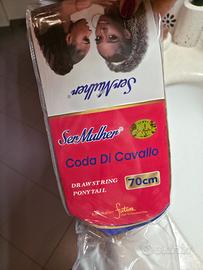 SerMulher®
SerMulher®
Coda Di Cavallo
DRAWSTRING
PONYTAIL
70cm